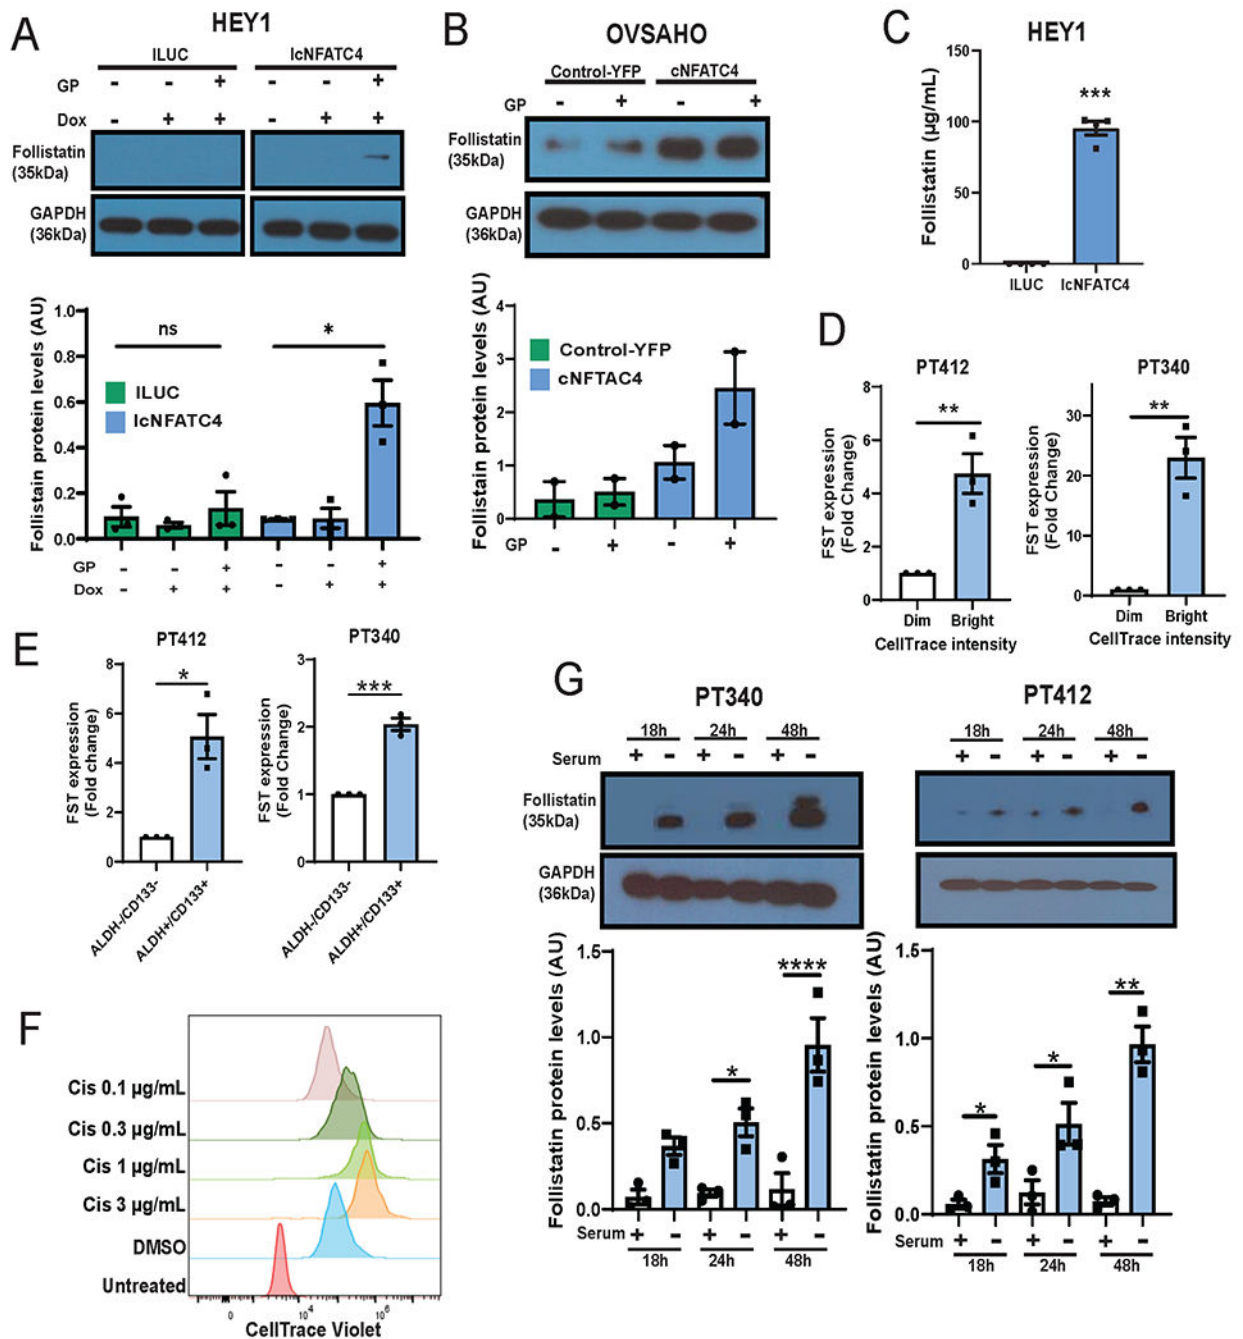 A
HEY1
ILUC IcNFATC4
GP - - + - - +
Dox - + + - + +
Follistatin
(35kDa)
GAPDH
(36kDa)
Follistain protein levels (AU)
1.0
0.8
0.6
0.4
0.2
0.0
ns *
ILUC
IcNFATC4
GP - - + - - +
Dox - + + - + +
B
OVSAHO
Control-YFP cNFATC4
GP - + - +
Follistatin
(35kDa)
GAPDH
(36kDa)
Follistain protein levels (AU)
4
3
2
1
0
Control-YFP
cNFTAC4
GP - + - +
C
HEY1
Follistatin (µg/mL)
150
100
50
0
***
ILUC IcNFATC4
D
PT412
FST expression
(Fold Change)
8
6
4
2
0
**
Dim Bright
CellTrace intensity
PT340
FST expression
(Fold Change)
30
20
10
0
**
Dim Bright
CellTrace intensity
E
PT412
FST expression
(Fold change)
8
6
4
2
0
*
ALDH-/CD133-
ALDH+/CD133+
PT340
FST expression
(Fold Change)
3
2
1
0
***
ALDH-/CD133-
ALDH+/CD133+
F
Cis 0.1 µg/mL
Cis 0.3 µg/mL
Cis 1 µg/mL
Cis 3 µg/mL
DMSO
Untreated
0 10⁴ 10⁶
CellTrace Violet
G
PT340
18h 24h 48h
Serum + - + - + -
Follistatin
(35kDa)
GAPDH
(36kDa)
Follistatin protein levels (AU)
1.5
1.0
0.5
0.0
* ****
Serum + - + - + -
18h 24h 48h
PT412
18h 24h 48h
+ - + - + -
Follistatin protein levels (AU)
1.5
1.0
0.5
0.0
* * **
Serum + - + - + -
18h 24h 48h